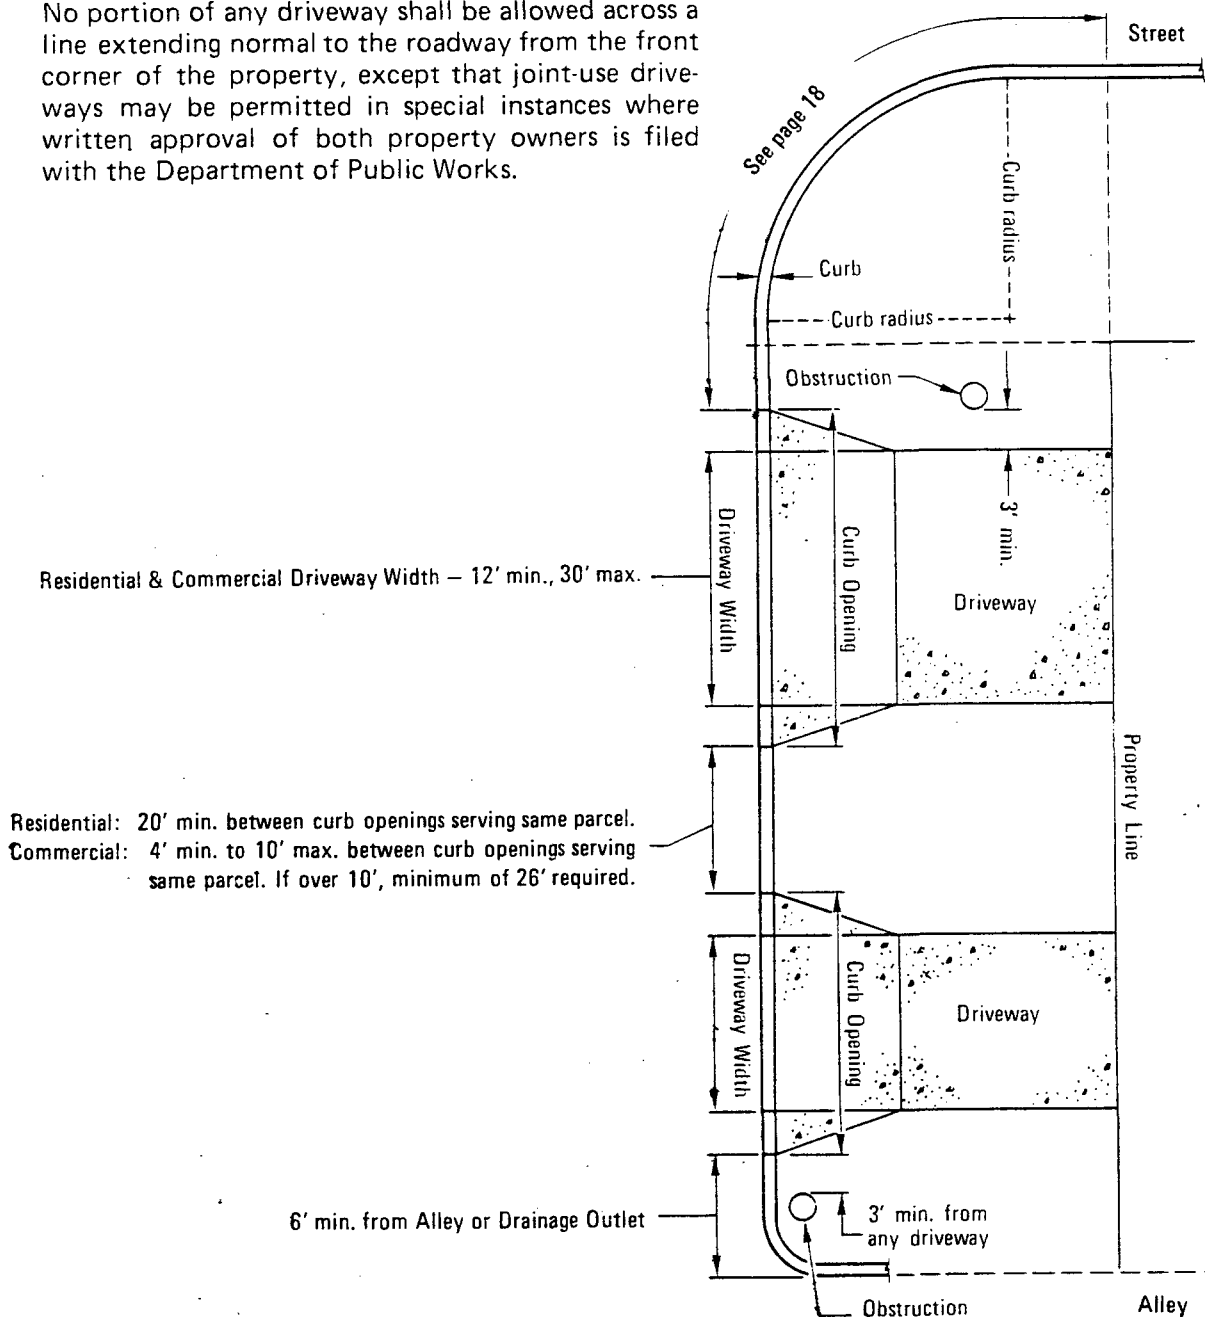 No portion of any driveway shall be allowed across a
line extending normal to the roadway from the front
corner of the property, except that joint-use drive-
ways may be permitted in special instances where
written approval of both property owners is filed
with the Department of Public Works.
Street
See page 18
Curb radius
Curb
Curb radius
Obstruction
3' min.
Driveway Width
Curb Opening
Residential & Commercial Driveway Width – 12' min., 30' max.
Driveway
Property Line
Residential: 20' min. between curb openings serving same parcel.
Commercial: 4' min. to 10' max. between curb openings serving
same parcel. If over 10', minimum of 26' required.
Driveway Width
Curb Opening
Driveway
6' min. from Alley or Drainage Outlet
3' min. from
any driveway
Obstruction
Alley